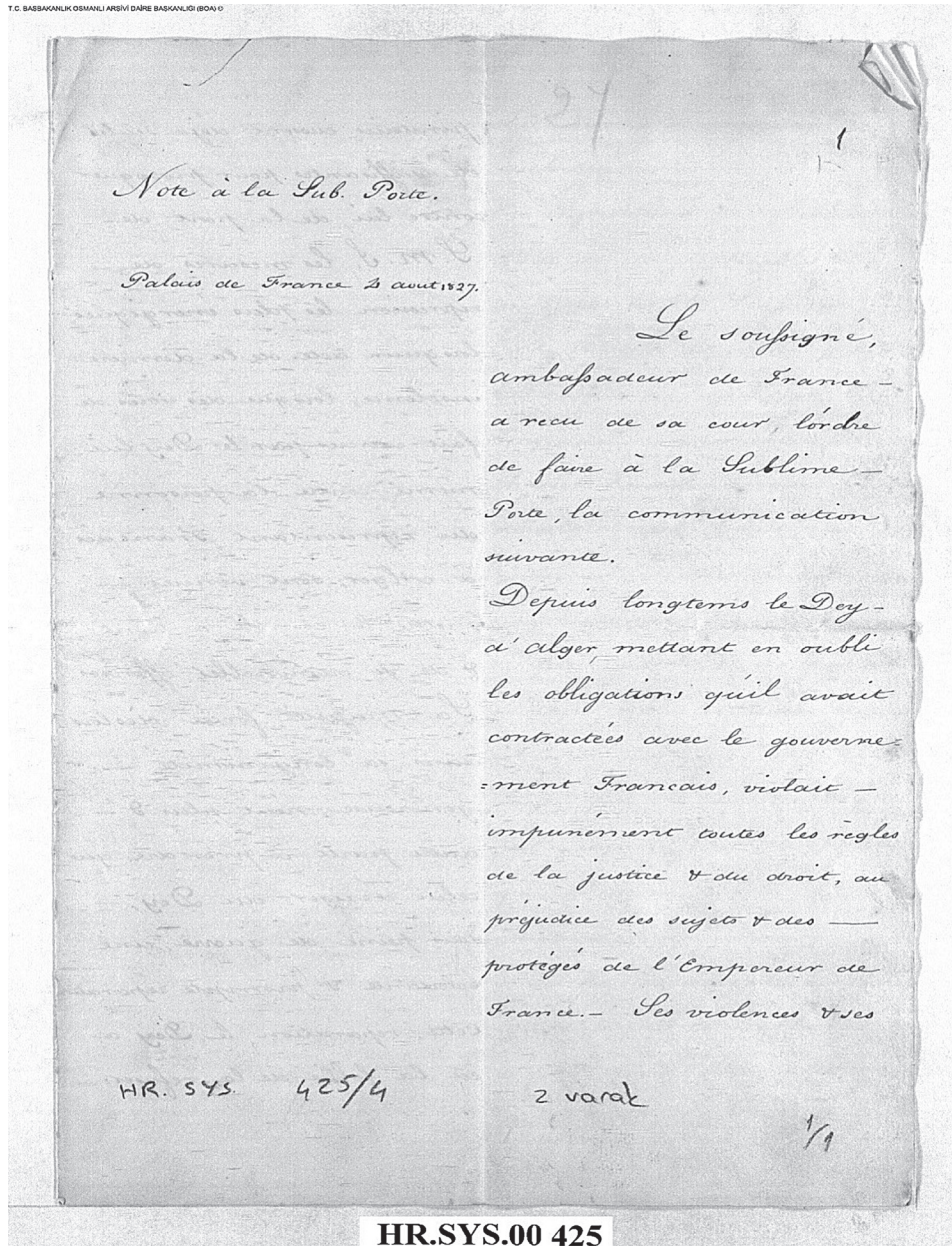 T.C. BAŞBAKANLIK OSMANLI ARŞİVİ DAİRE BAŞKANLIĞI (BOA) ©
1
Note à la Sub. Porte.
Palais de France 4 aout 1827.
Le soussigné,
ambassadeur de France —
a recu de sa cour, l'ordre
de faire à la Sublime —
Porte, la communication
suivante.
Depuis longtems le Dey —
d'alger, mettant en oubli
les obligations qu'il avait
contractées avec le gouverne=
=ment Francais, violait —
impunément toutes les règles
de la justice & du droit, au
préjudice des sujets & des —
protégés de l'Empereur de
France. — Ses violences & ses
HR. SYS. 425/4
2 varak
1/1
HR.SYS.00 425